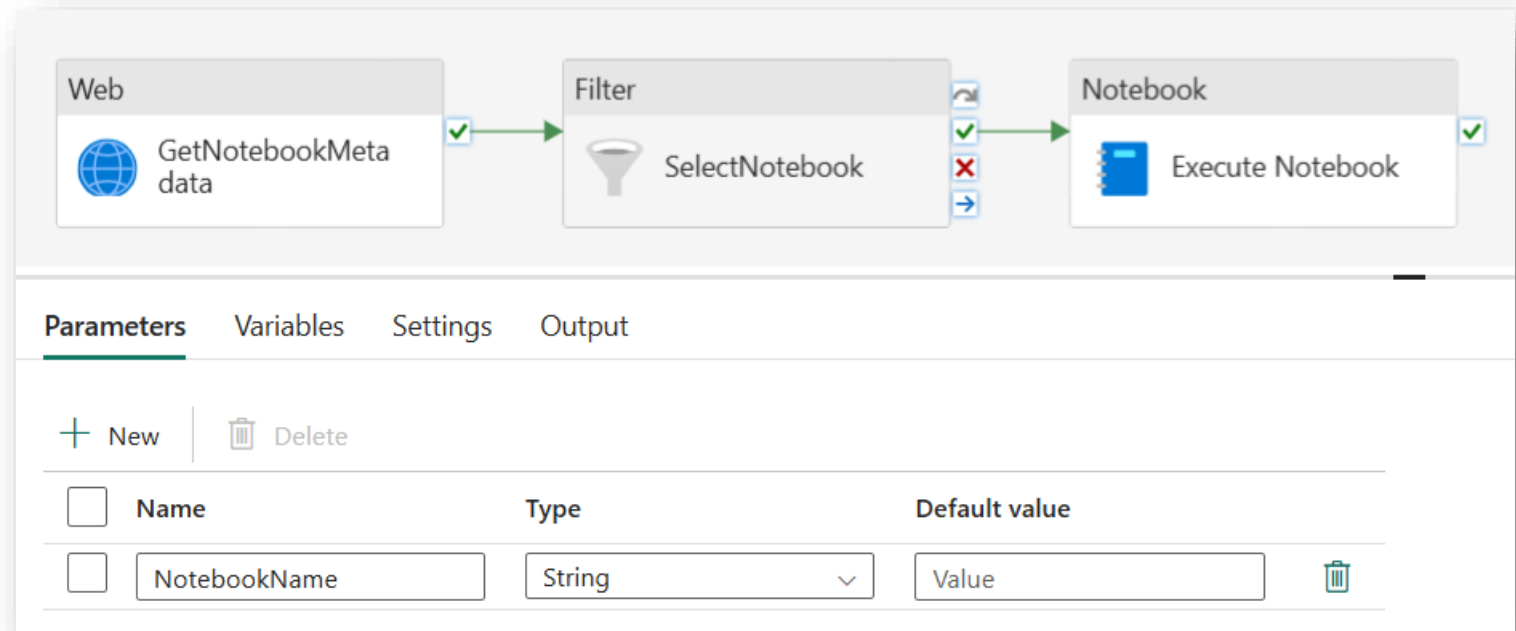 Web
GetNotebookMeta
data
Filter
SelectNotebook
Notebook
Execute Notebook
Parameters Variables Settings Output
New Delete
Name Type Default value
NotebookName String Value